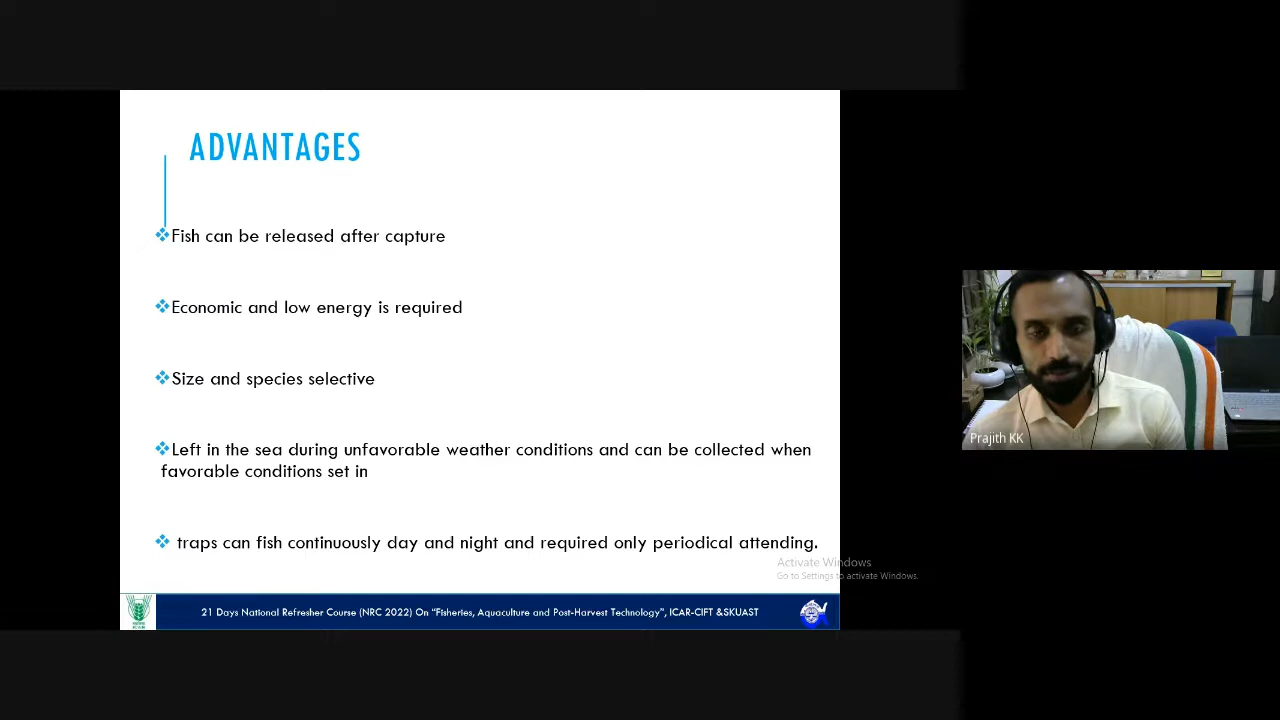 ADVANTAGES
❖Fish can be released after capture
❖Economic and low energy is required
❖Size and species selective
❖Left in the sea during unfavorable weather conditions and can be collected when
favorable conditions set in
❖ traps can fish continuously day and night and required only periodical attending.
Activate Windows
Go to Settings to activate Windows.
21 Days National Refresher Course (NRC 2022) On "Fisheries, Aquaculture and Post-Harvest Technology", ICAR-CIFT &SKUAST
Prajith KK